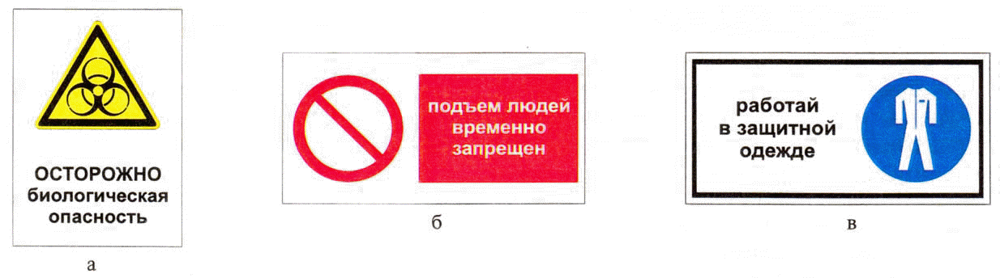 ОСТОРОЖНО
биологическая
опасность
а
подъем людей
временно
запрещен
б
работай
в защитной
одежде
в